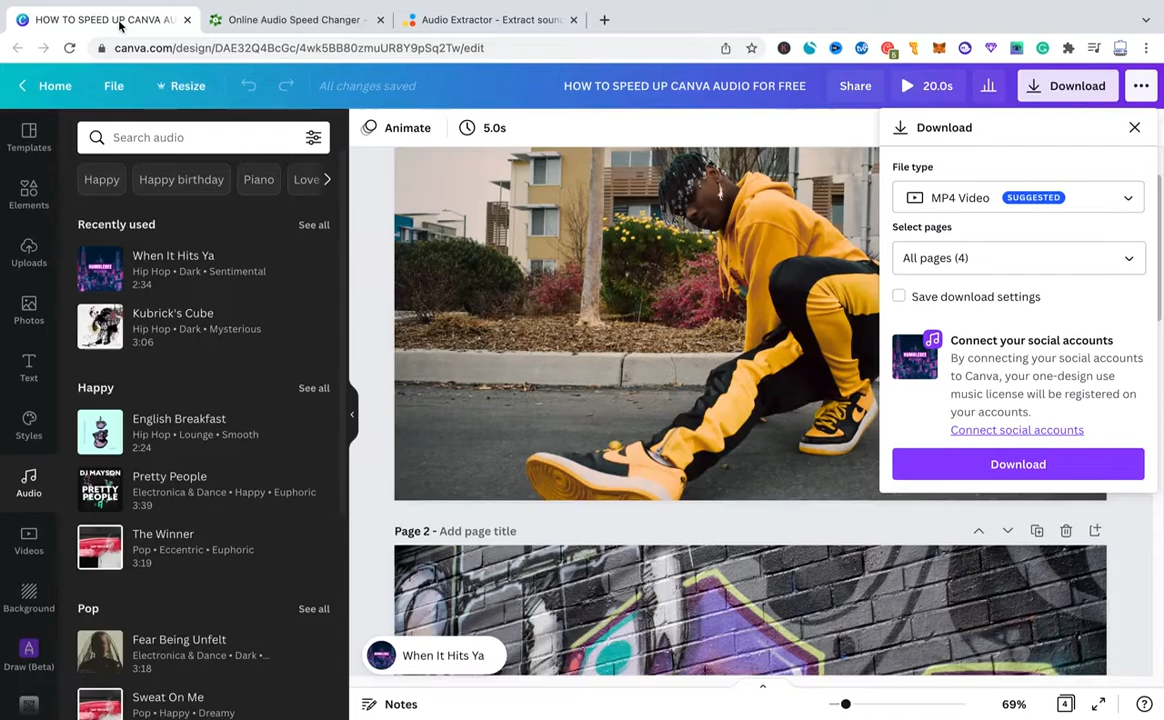 HOW TO SPEED UP CANVA AU
Online Audio Speed Changer -
Audio Extractor - Extract soun
canva.com/design/DAE32Q4BcGc/4wk5BB80zmuUR8Y9pSq2Tw/edit
5
Home
File
Resize
All changes saved
HOW TO SPEED UP CANVA AUDIO FOR FREE
Share
20.0s
Download
Templates
Elements
Uploads
Photos
Text
Styles
Audio
Videos
Background
Draw (Beta)
Search audio
Happy
Happy birthday
Piano
Love
Recently used
See all
When It Hits Ya
Hip Hop • Dark • Sentimental
2:34
Kubrick's Cube
Hip Hop • Dark • Mysterious
3:06
Happy
See all
English Breakfast
Hip Hop • Lounge • Smooth
2:24
DJ MAYSON
PRETTY
PEOPLE
Pretty People
Electronica & Dance • Happy • Euphoric
3:39
The Winner
Pop • Eccentric • Euphoric
3:19
Pop
See all
Fear Being Unfelt
Electronica & Dance • Dark •...
3:18
Sweat On Me
Pop • Happy • Dreamy
Animate
5.0s
Page 2 - Add page title
When It Hits Ya
Notes
69%
4
Download
File type
MP4 Video
SUGGESTED
Select pages
All pages (4)
Save download settings
Connect your social accounts
By connecting your social accounts
to Canva, your one-design use
music license will be registered on
your accounts.
Connect social accounts
Download